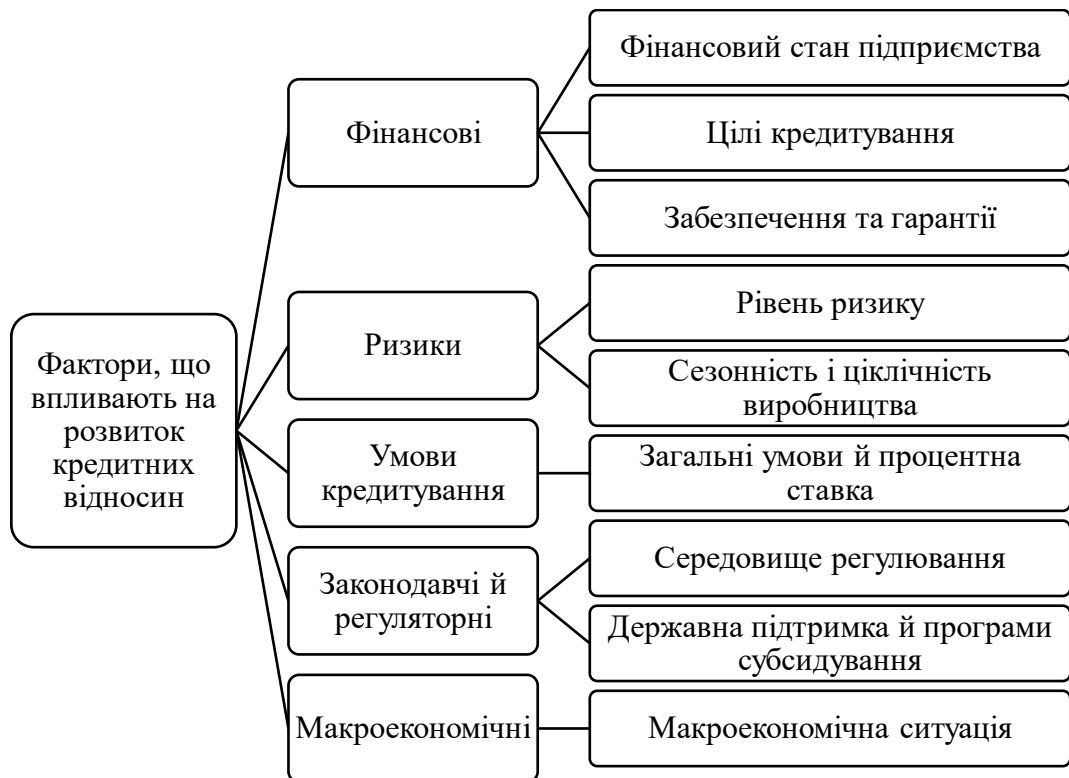 Фактори, що
впливають на
розвиток
кредитних
відносин
Фінансові
Фінансовий стан підприємства
Цілі кредитування
Забезпечення та гарантії
Ризики
Рівень ризику
Сезонність і циклічність
виробництва
Умови
кредитування
Загальні умови й процентна
ставка
Законодавчі й
регуляторні
Середовище регулювання
Державна підтримка й програми
субсидування
Макроекономічні
Макроекономічна ситуація